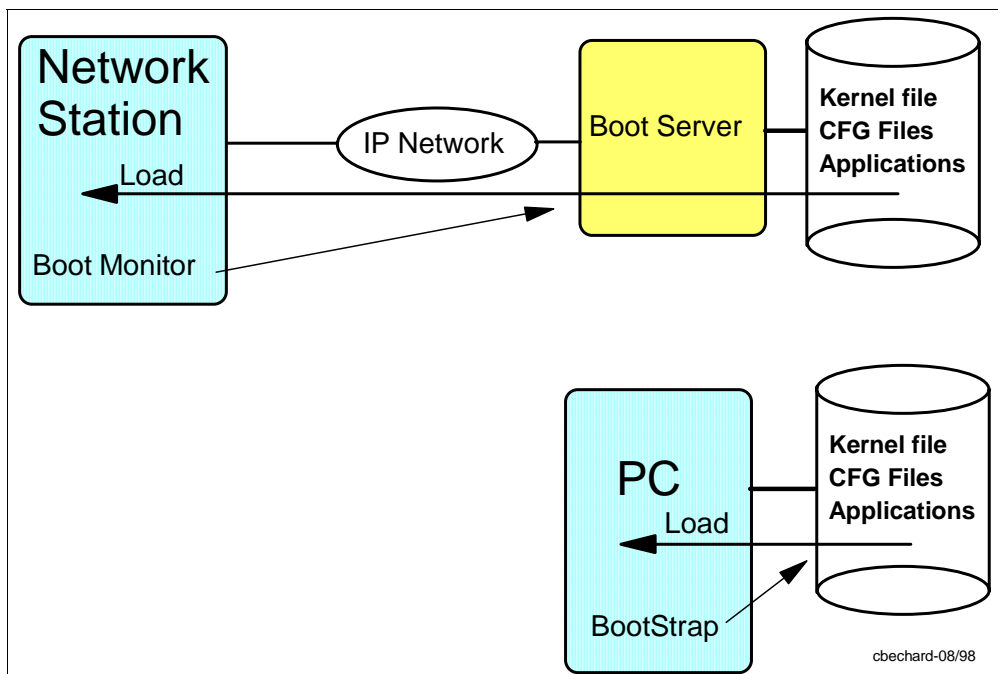 Network
Station
IP Network
Boot Server
Kernel file
CFG Files
Applications
Load
Boot Monitor
PC
Load
BootStrap
Kernel file
CFG Files
Applications
cbechard-08/98